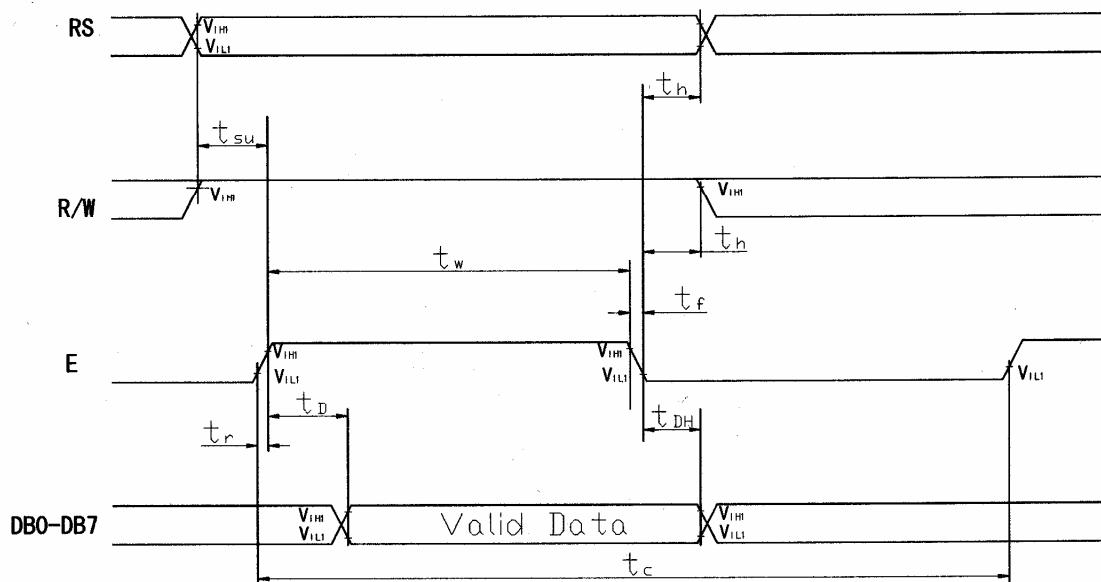 RS
VIH1
VIL1
th
tsu
R/W
VIH1
VIH1
th
tw
tf
E
VIH1
VIH1
VIL1
VIL1
VIL1
tD
tr
tDH
DB0-DB7
VIH1
VIL1
Valid Data
VIH1
VIL1
tc